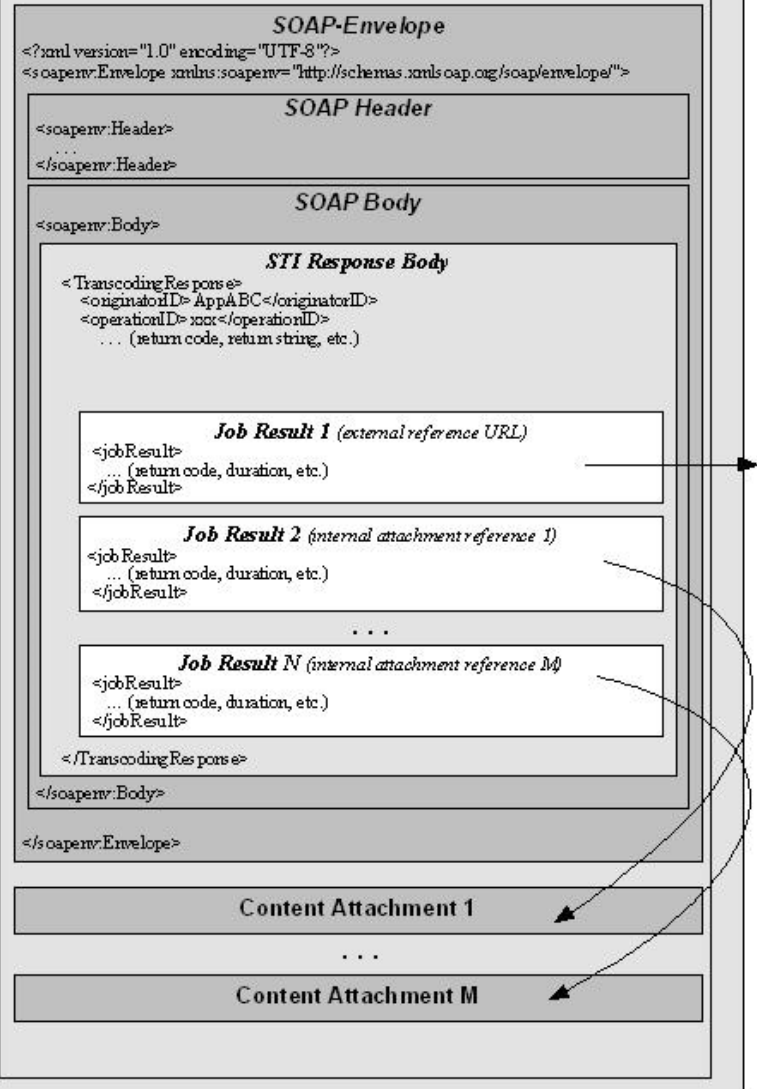 SOAP-Envelope
<?xml version="1.0" encoding="UTF-8"?>
<soapenv:Envelope xmlns:soapenv="http://schemas.xmlsoap.org/soap/envelope/">
SOAP Header
<soapenv:Header>
. . .
</soapenv:Header>
SOAP Body
<soapenv:Body>
STI Response Body
<TranscodingResponse>
<originatorID>AppABC</originatorID>
<operationID>xxx</operationID>
. . . (return code, return string, etc.)
Job Result 1 (external reference URL)
<jobResult>
... (return code, duration, etc.)
</jobResult>
Job Result 2 (internal attachment reference 1)
<jobResult>
... (return code, duration, etc.)
</jobResult>
. . .
Job Result N (internal attachment reference M)
<jobResult>
... (return code, duration, etc.)
</jobResult>
</TranscodingResponse>
</soapenv:Body>
</soapenv:Envelope>
Content Attachment 1
. . .
Content Attachment M